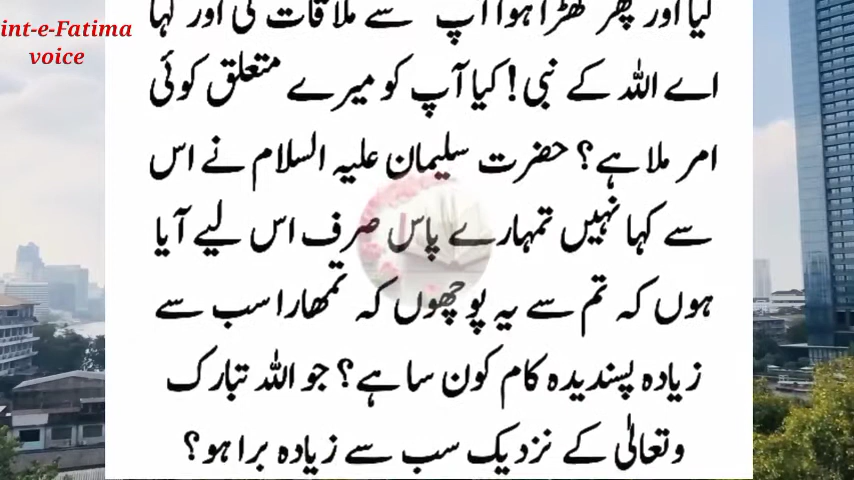 int-e-Fatima
voice
کیا اور پھر کھڑا ہوا آپ سے ملاقات کی اور کہا
اے اللہ کے نبی! کیا آپ کو میرے متعلق کوئی
امر ملا ہے؟ حضرت سلیمان علیہ السلام نے اس
سے کہا نہیں تمہارے پاس صرف اس لیے آیا
ہوں کہ تم سے یہ پوچھوں کہ تمھارا سب سے
زیادہ پسندیدہ کام کون سا ہے؟ جو اللہ تبارک
وتعالٰی کے نزدیک سب سے زیادہ برا ہو؟